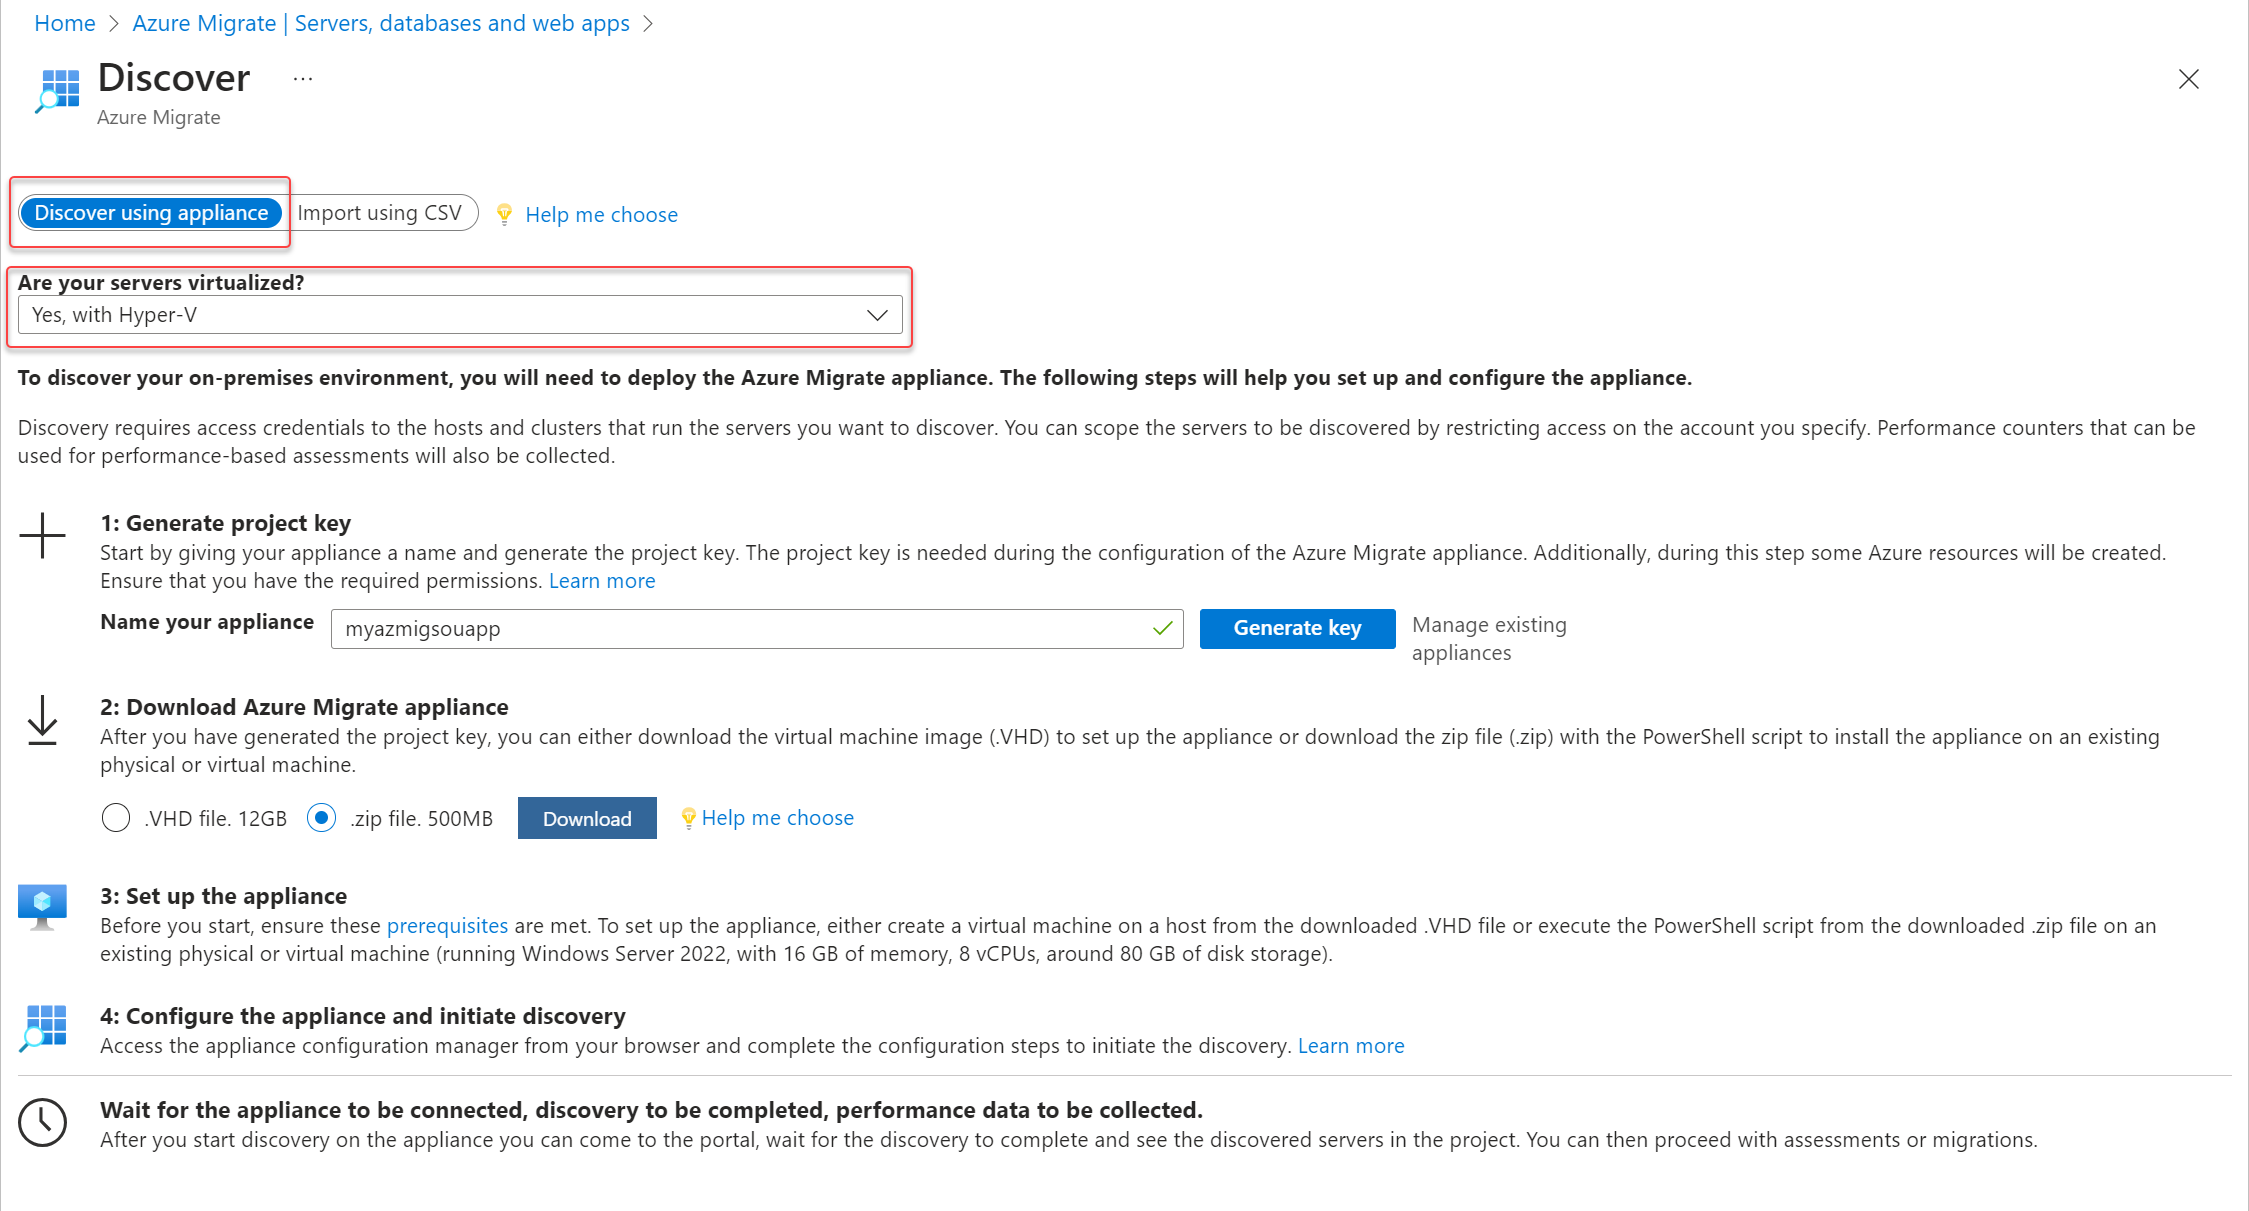 Home > Azure Migrate | Servers, databases and web apps >
Discover ...
Azure Migrate
Discover using appliance Import using CSV Help me choose
Are your servers virtualized?
Yes, with Hyper-V
To discover your on-premises environment, you will need to deploy the Azure Migrate appliance. The following steps will help you set up and configure the appliance.
Discovery requires access credentials to the hosts and clusters that run the servers you want to discover. You can scope the servers to be discovered by restricting access on the account you specify. Performance counters that can be
used for performance-based assessments will also be collected.
1: Generate project key
Start by giving your appliance a name and generate the project key. The project key is needed during the configuration of the Azure Migrate appliance. Additionally, during this step some Azure resources will be created.
Ensure that you have the required permissions. Learn more
Name your appliance myazmigsouapp Generate key Manage existing
appliances
2: Download Azure Migrate appliance
After you have generated the project key, you can either download the virtual machine image (.VHD) to set up the appliance or download the zip file (.zip) with the PowerShell script to install the appliance on an existing
physical or virtual machine.
.VHD file. 12GB .zip file. 500MB Download Help me choose
3: Set up the appliance
Before you start, ensure these prerequisites are met. To set up the appliance, either create a virtual machine on a host from the downloaded .VHD file or execute the PowerShell script from the downloaded .zip file on an
existing physical or virtual machine (running Windows Server 2022, with 16 GB of memory, 8 vCPUs, around 80 GB of disk storage).
4: Configure the appliance and initiate discovery
Access the appliance configuration manager from your browser and complete the configuration steps to initiate the discovery. Learn more
Wait for the appliance to be connected, discovery to be completed, performance data to be collected.
After you start discovery on the appliance you can come to the portal, wait for the discovery to complete and see the discovered servers in the project. You can then proceed with assessments or migrations.